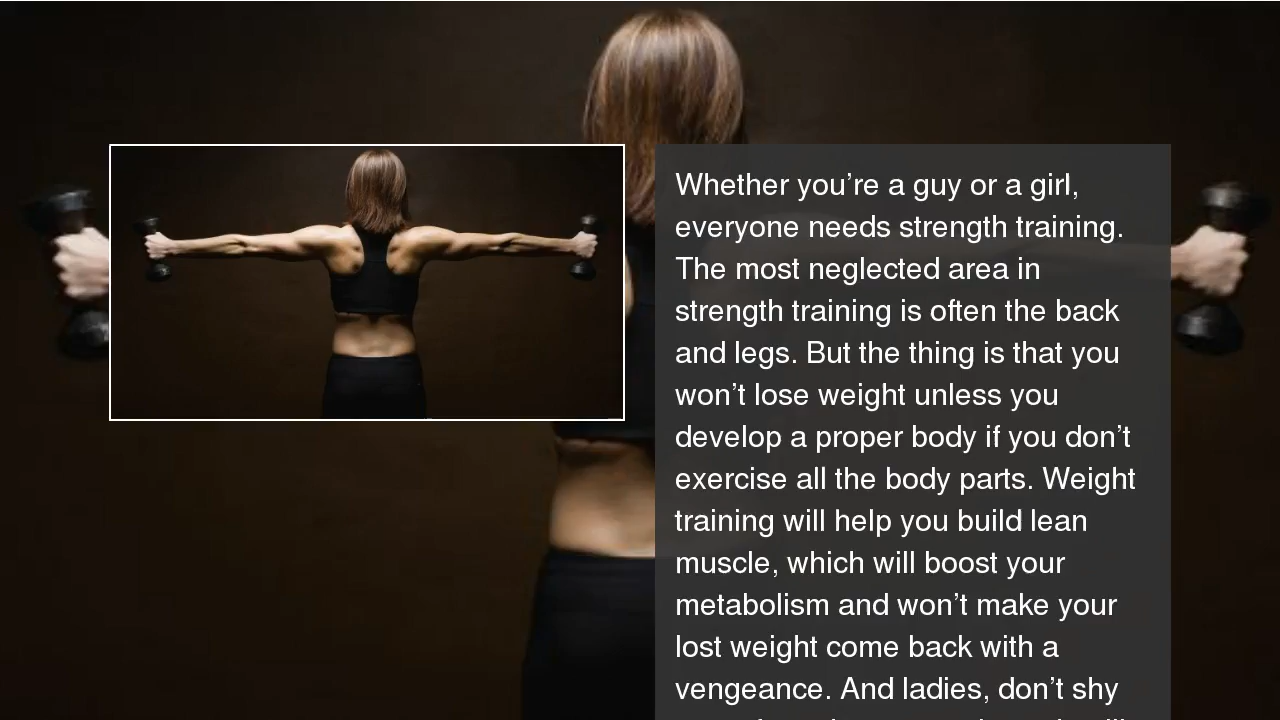 Whether you’re a guy or a girl,
everyone needs strength training.
The most neglected area in
strength training is often the back
and legs. But the thing is that you
won’t lose weight unless you
develop a proper body if you don’t
exercise all the body parts. Weight
training will help you build lean
muscle, which will boost your
metabolism and won’t make your
lost weight come back with a
vengeance. And ladies, don’t shy